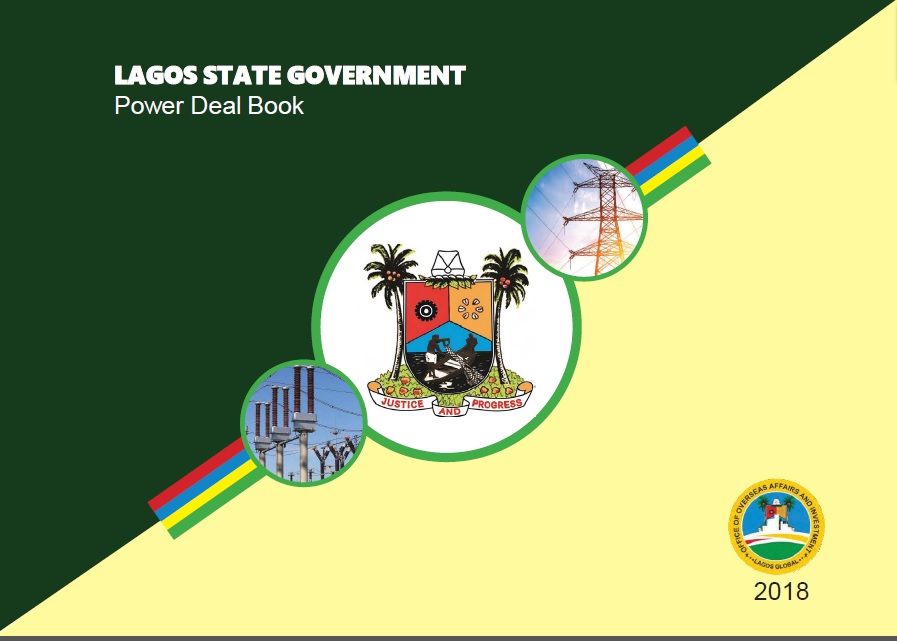 LAGOS STATE GOVERNMENT
Power Deal Book
JUSTICE AND PROGRESS
OFFICE OF OVERSEAS AFFAIRS AND INVESTMENT
LAGOS GLOBAL
2018